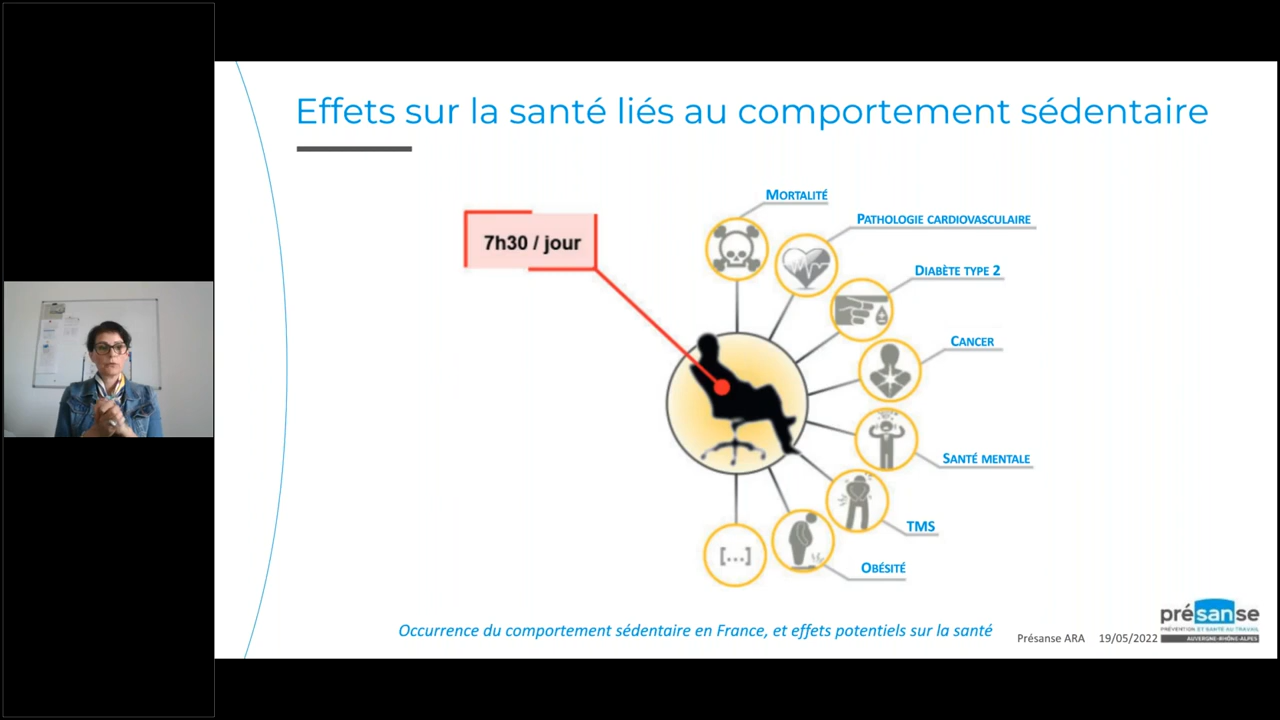 Effets sur la santé liés au comportement sédentaire
7h30 / jour
MORTALITÉ
PATHOLOGIE CARDIOVASCULAIRE
DIABÈTE TYPE 2
CANCER
SANTÉ MENTALE
TMS
OBÉSITÉ
[...]
Occurrence du comportement sédentaire en France, et effets potentiels sur la santé
Présanse ARA 19/05/2022
présanse
PRÉVENTION ET SANTÉ AU TRAVAIL
AUVERGNE-RHÔNE-ALPES